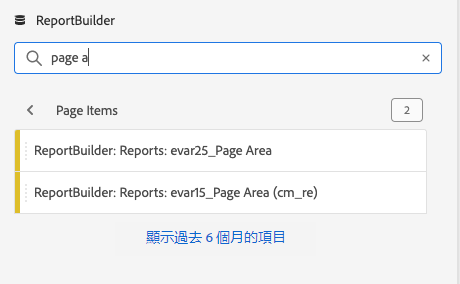 ReportBuilder
page a
Page Items
2
ReportBuilder: Reports: evar25_Page Area
ReportBuilder: Reports: evar15_Page Area (cm_re)
顯示過去 6 個月的項目